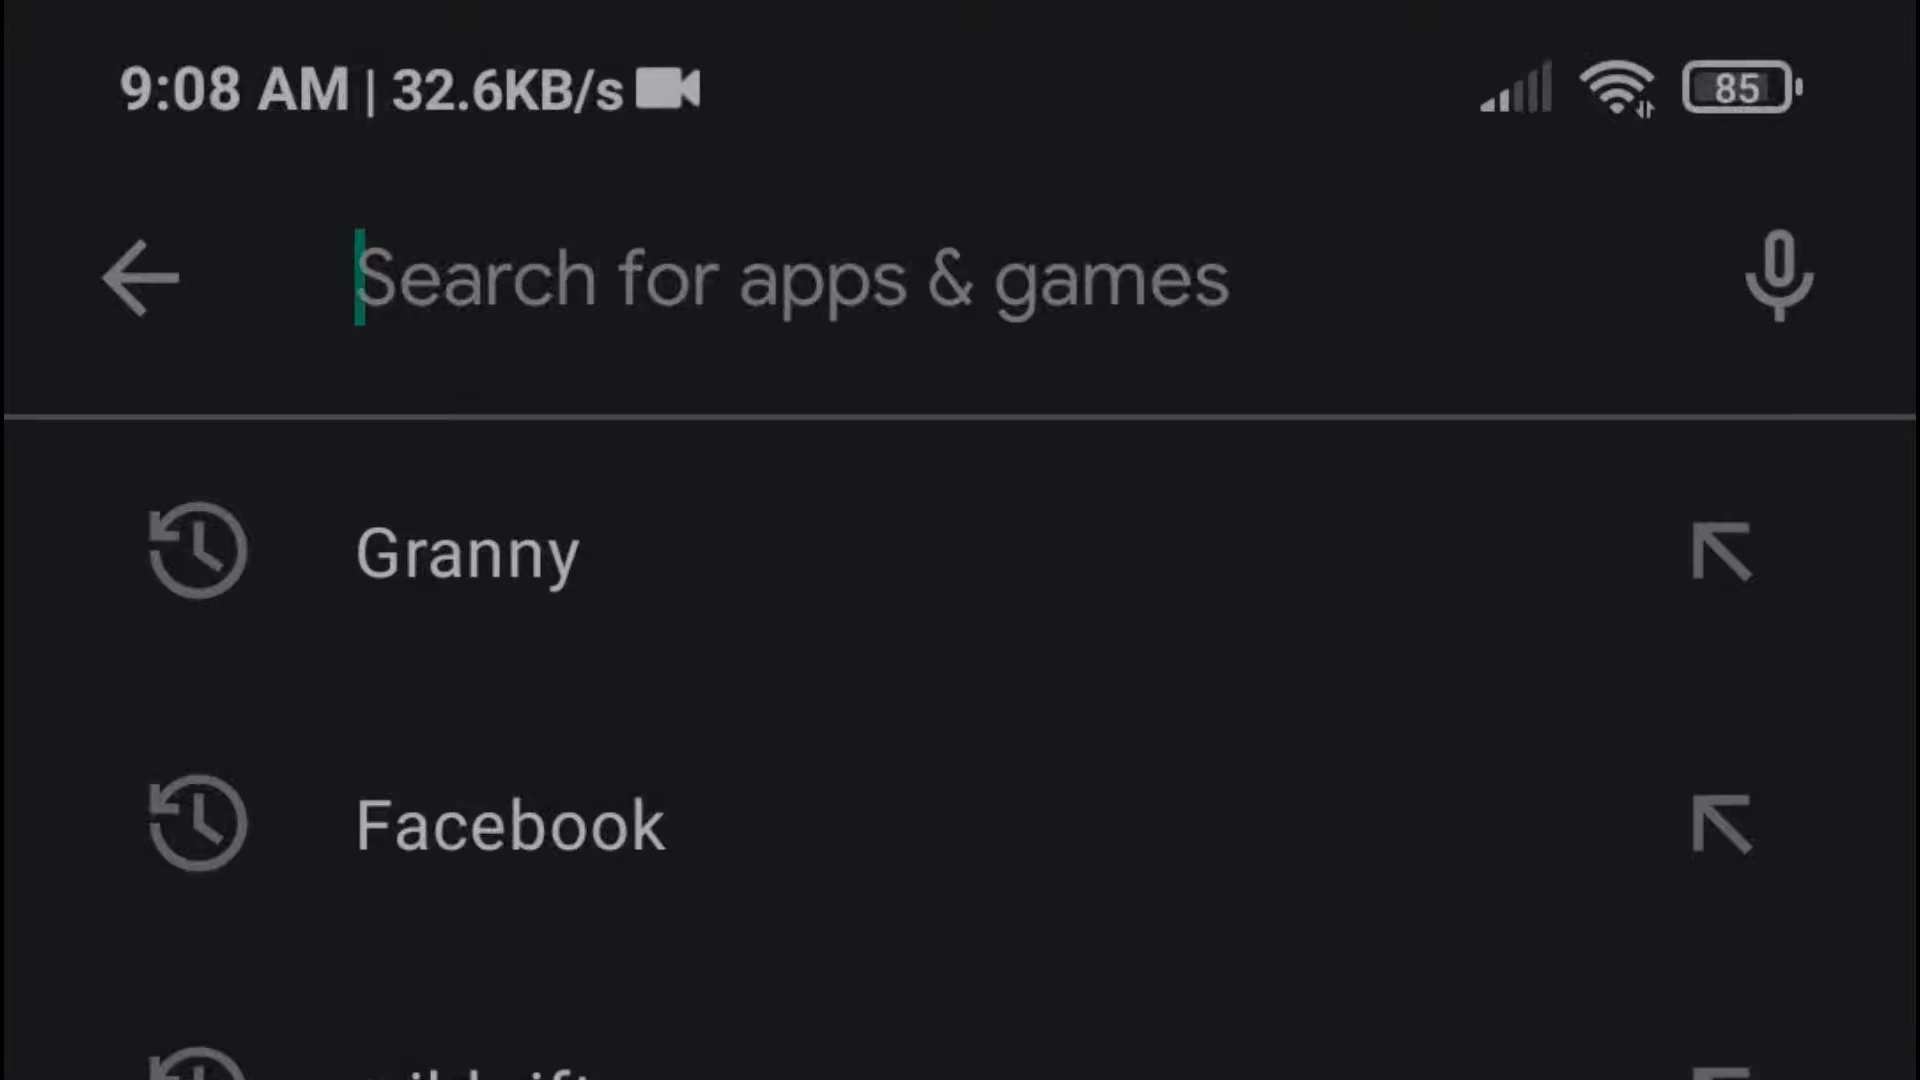 9:08 AM | 32.6KB/s
85
Search for apps & games
Granny
Facebook